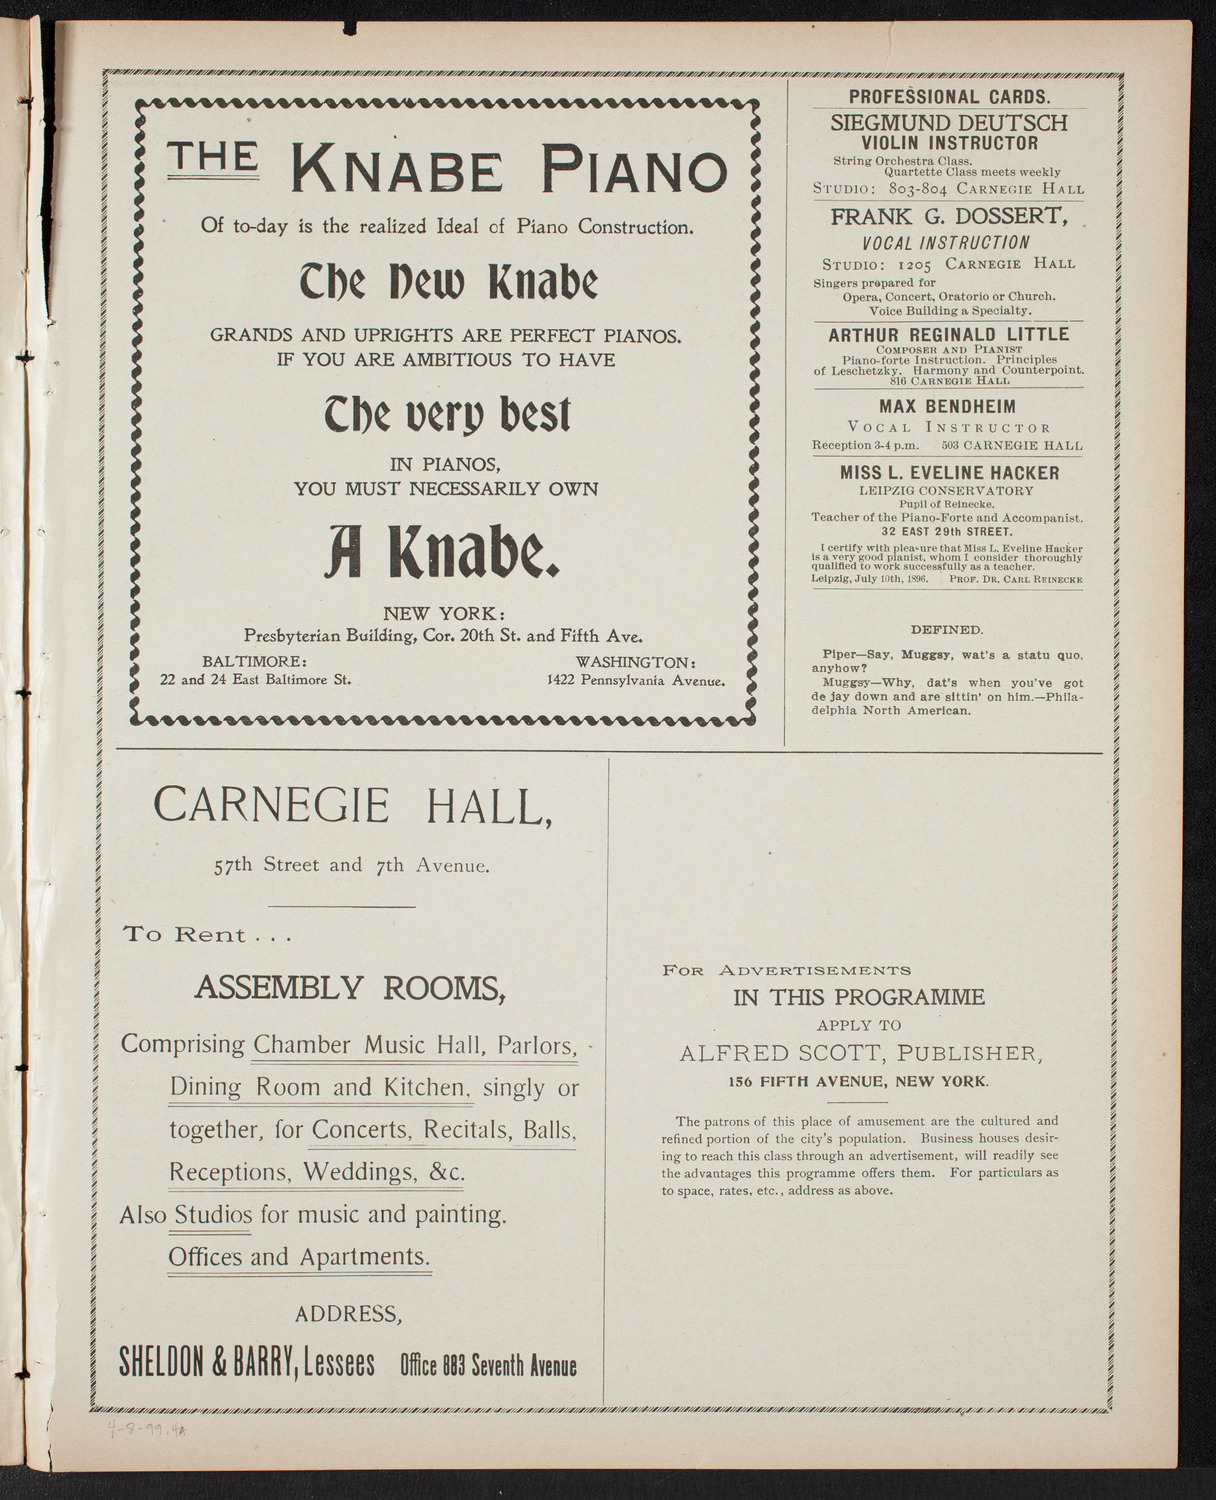 THE KNABE PIANO
Of to-day is the realized Ideal of Piano Construction.
The New Knabe
GRANDS AND UPRIGHTS ARE PERFECT PIANOS.
IF YOU ARE AMBITIOUS TO HAVE
The very best
IN PIANOS,
YOU MUST NECESSARILY OWN
A Knabe.
NEW YORK:
Presbyterian Building, Cor. 20th St. and Fifth Ave.
BALTIMORE:
22 and 24 East Baltimore St.
WASHINGTON:
1422 Pennsylvania Avenue.
PROFESSIONAL CARDS.
SIEGMUND DEUTSCH
VIOLIN INSTRUCTOR
String Orchestra Class.
Quartette Class meets weekly
STUDIO: 803-804 CARNEGIE HALL
FRANK G. DOSSERT,
VOCAL INSTRUCTION
STUDIO: 1205 CARNEGIE HALL
Singers prepared for
Opera, Concert, Oratorio or Church.
Voice Building a Specialty.
ARTHUR REGINALD LITTLE
COMPOSER AND PIANIST
Piano-forte Instruction. Principles
of Leschetzky. Harmony and Counterpoint.
816 CARNEGIE HALL
MAX BENDHEIM
VOCAL INSTRUCTOR
Reception 3-4 p.m. 503 CARNEGIE HALL
MISS L. EVELINE HACKER
LEIPZIG CONSERVATORY
Pupil of Reinecke.
Teacher of the Piano-Forte and Accompanist.
32 EAST 29th STREET.
I certify with pleasure that Miss L. Eveline Hacker
is a very good pianist, whom I consider thoroughly
qualified to work successfully as a teacher.
Leipzig, July 10th, 1896. PROF. DR. CARL REINECKE
DEFINED.
Piper—Say, Muggsy, wat's a statu quo,
anyhow?
Muggsy—Why, dat's when you've got
de jay down and are sittin' on him.—Phila-
delphia North American.
CARNEGIE HALL,
57th Street and 7th Avenue.
To Rent . . .
ASSEMBLY ROOMS,
Comprising Chamber Music Hall, Parlors,
Dining Room and Kitchen, singly or
together, for Concerts, Recitals, Balls,
Receptions, Weddings, &c.
Also Studios for music and painting.
Offices and Apartments.
ADDRESS,
SHELDON & BARRY, Lessees Office 883 Seventh Avenue
FOR ADVERTISEMENTS
IN THIS PROGRAMME
APPLY TO
ALFRED SCOTT, PUBLISHER,
156 FIFTH AVENUE, NEW YORK.
The patrons of this place of amusement are the cultured and
refined portion of the city's population. Business houses desir-
ing to reach this class through an advertisement, will readily see
the advantages this programme offers them. For particulars as
to space, rates, etc., address as above.
4-8-99.4A